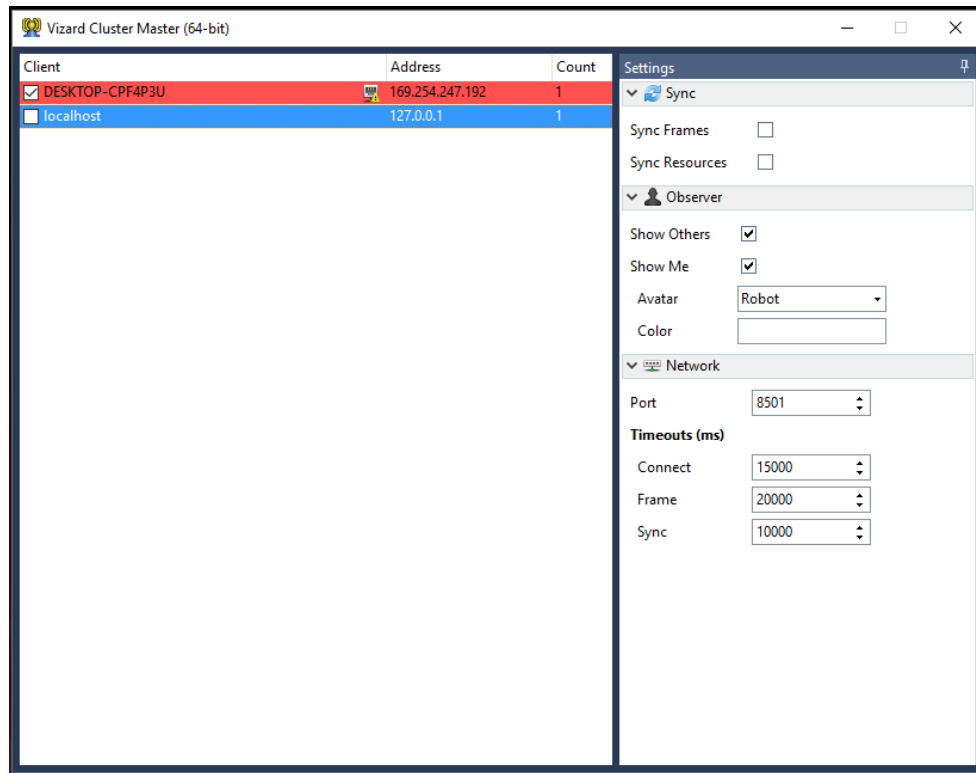 Vizard Cluster Master (64-bit)
Client Address Count
DESKTOP-CPF4P3U 169.254.247.192 1
localhost 127.0.0.1 1
Settings
Sync
Sync Frames
Sync Resources
Observer
Show Others
Show Me
Avatar Robot
Color
Network
Port 8501
Timeouts (ms)
Connect 15000
Frame 20000
Sync 10000